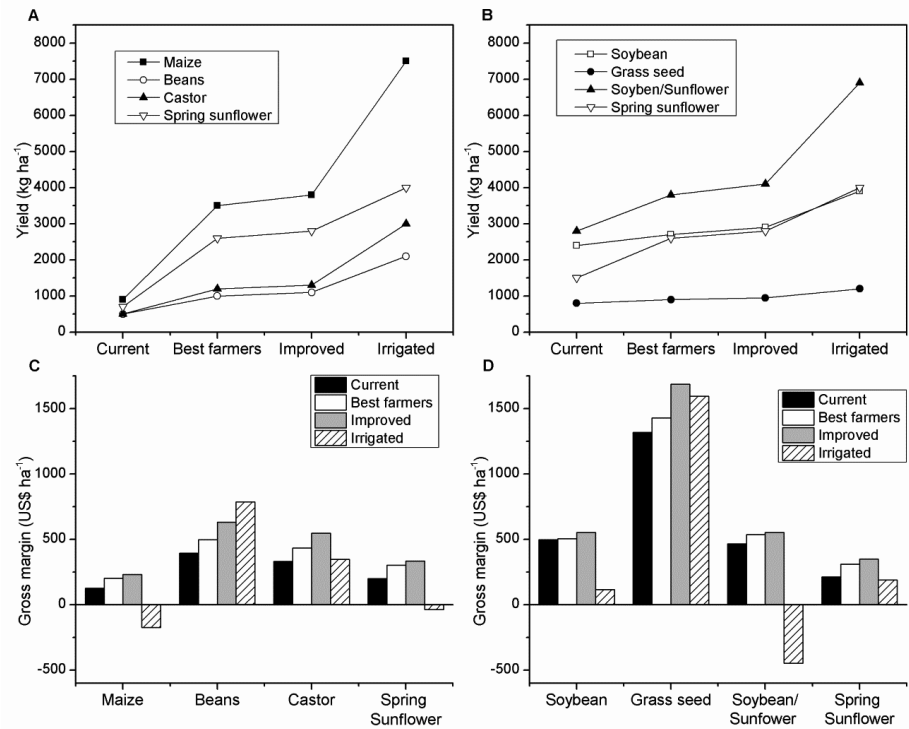 A
8000
7000
6000
5000
4000
3000
2000
1000
0
Yield (kg ha⁻¹)
Maize
Beans
Castor
Spring sunflower
Current Best farmers Improved Irrigated
B
8000
7000
6000
5000
4000
3000
2000
1000
0
Yield (kg ha⁻¹)
Soybean
Grass seed
Soyben/Sunflower
Spring sunflower
Current Best farmers Improved Irrigated
C
1500
1000
500
0
-500
Gross margin (US$ ha⁻¹)
Current
Best farmers
Improved
Irrigated
Maize Beans Castor Spring
Sunflower
D
1500
1000
500
0
-500
Gross margin (US$ ha⁻¹)
Current
Best farmers
Improved
Irrigated
Soybean Grass seed Soybean/ Spring
Sunfower Sunflower